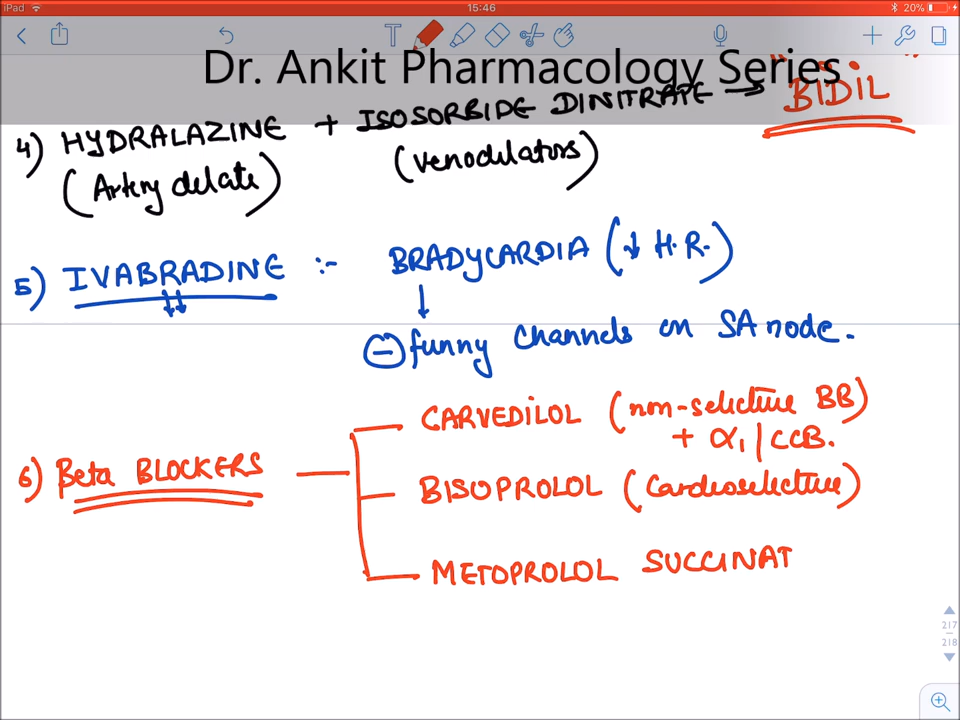 iPad 15:46 20%
Dr. Ankit Pharmacology Series
4) HYDRALAZINE + ISOSORBIDE DINITRATE → "BIDIL"
(Artery dilate) (venodilators)
5) IVABRADINE :- BRADYCARDIA (↓ H.R.)
↓
⊖ funny channels on SA node.
CARVEDILOL (non-selective BB)
+ α1 / CCB.
6) Beta BLOCKERS
BISOPROLOL (Cardioselective)
METOPROLOL SUCCINAT
217
218